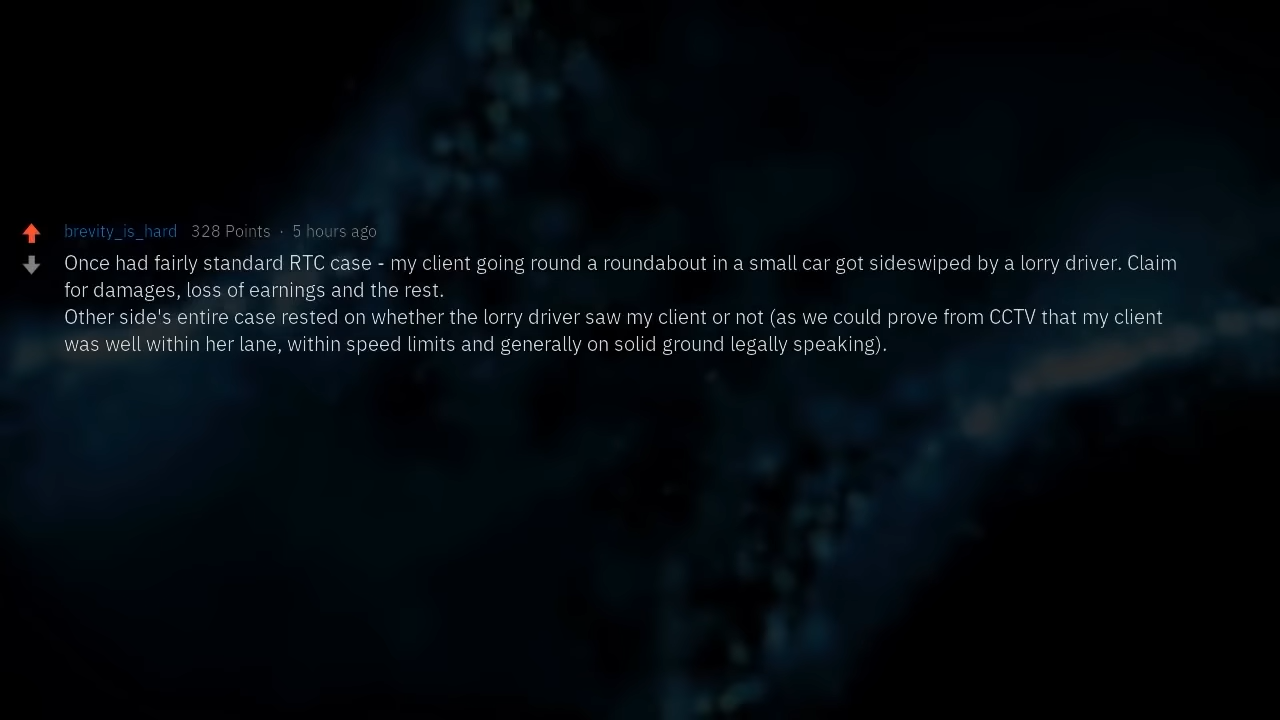 brevity_is_hard 328 Points · 5 hours ago
Once had fairly standard RTC case - my client going round a roundabout in a small car got sideswiped by a lorry driver. Claim
for damages, loss of earnings and the rest.
Other side's entire case rested on whether the lorry driver saw my client or not (as we could prove from CCTV that my client
was well within her lane, within speed limits and generally on solid ground legally speaking).